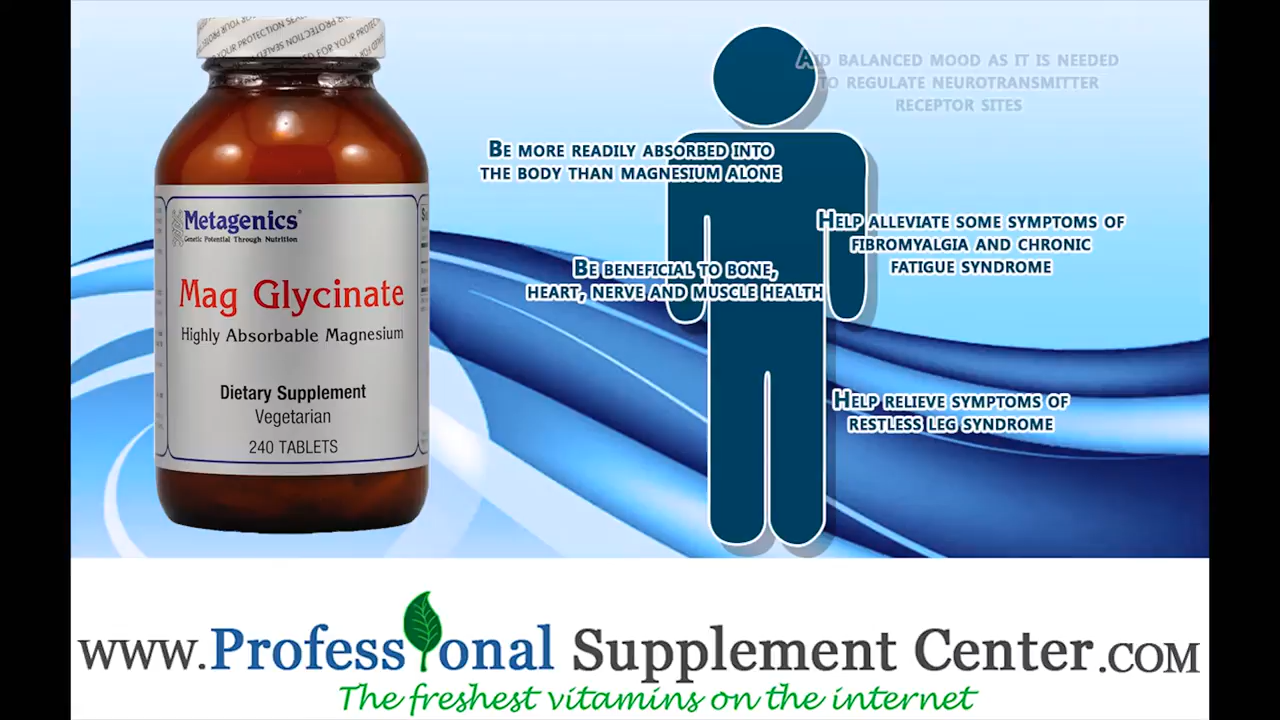 Metagenics
Genetic Potential Through Nutrition
Mag Glycinate
Highly Absorbable Magnesium
Dietary Supplement
Vegetarian
240 TABLETS
AID BALANCED MOOD AS IT IS NEEDED
TO REGULATE NEUROTRANSMITTER
RECEPTOR SITES
BE MORE READILY ABSORBED INTO
THE BODY THAN MAGNESIUM ALONE
HELP ALLEVIATE SOME SYMPTOMS OF
FIBROMYALGIA AND CHRONIC
FATIGUE SYNDROME
BE BENEFICIAL TO BONE,
HEART, NERVE AND MUSCLE HEALTH
HELP RELIEVE SYMPTOMS OF
RESTLESS LEG SYNDROME
www.Professional Supplement Center.com
The freshest vitamins on the internet